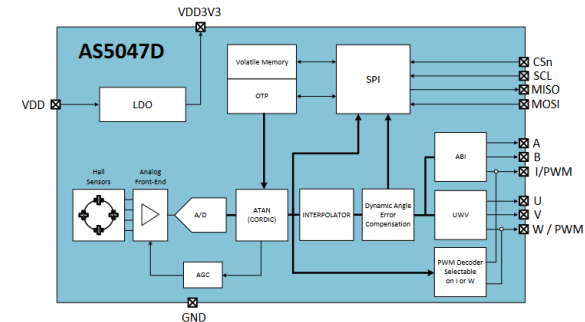 VDD3V3
AS5047D
Volatile Memory
OTP
SPI
CSn
SCL
MISO
MOSI
VDD
LDO
Hall
Sensors
Analog
Front-End
A/D
ATAN
(CORDIC)
INTERPOLATOR
Dynamic Angle
Error
Compensation
ABI
A
B
I/PWM
UWV
U
V
W / PWM
AGC
PWM Decoder
Selectable
on I or W
GND